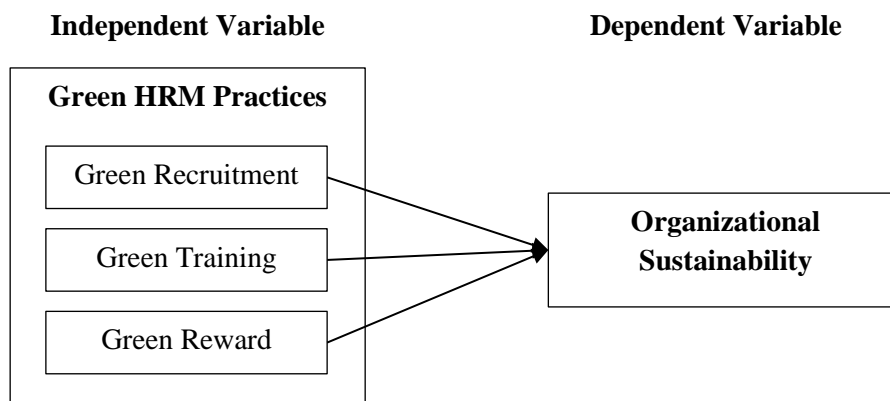 Independent Variable
Dependent Variable
Green HRM Practices
Green Recruitment
Green Training
Green Reward
Organizational
Sustainability